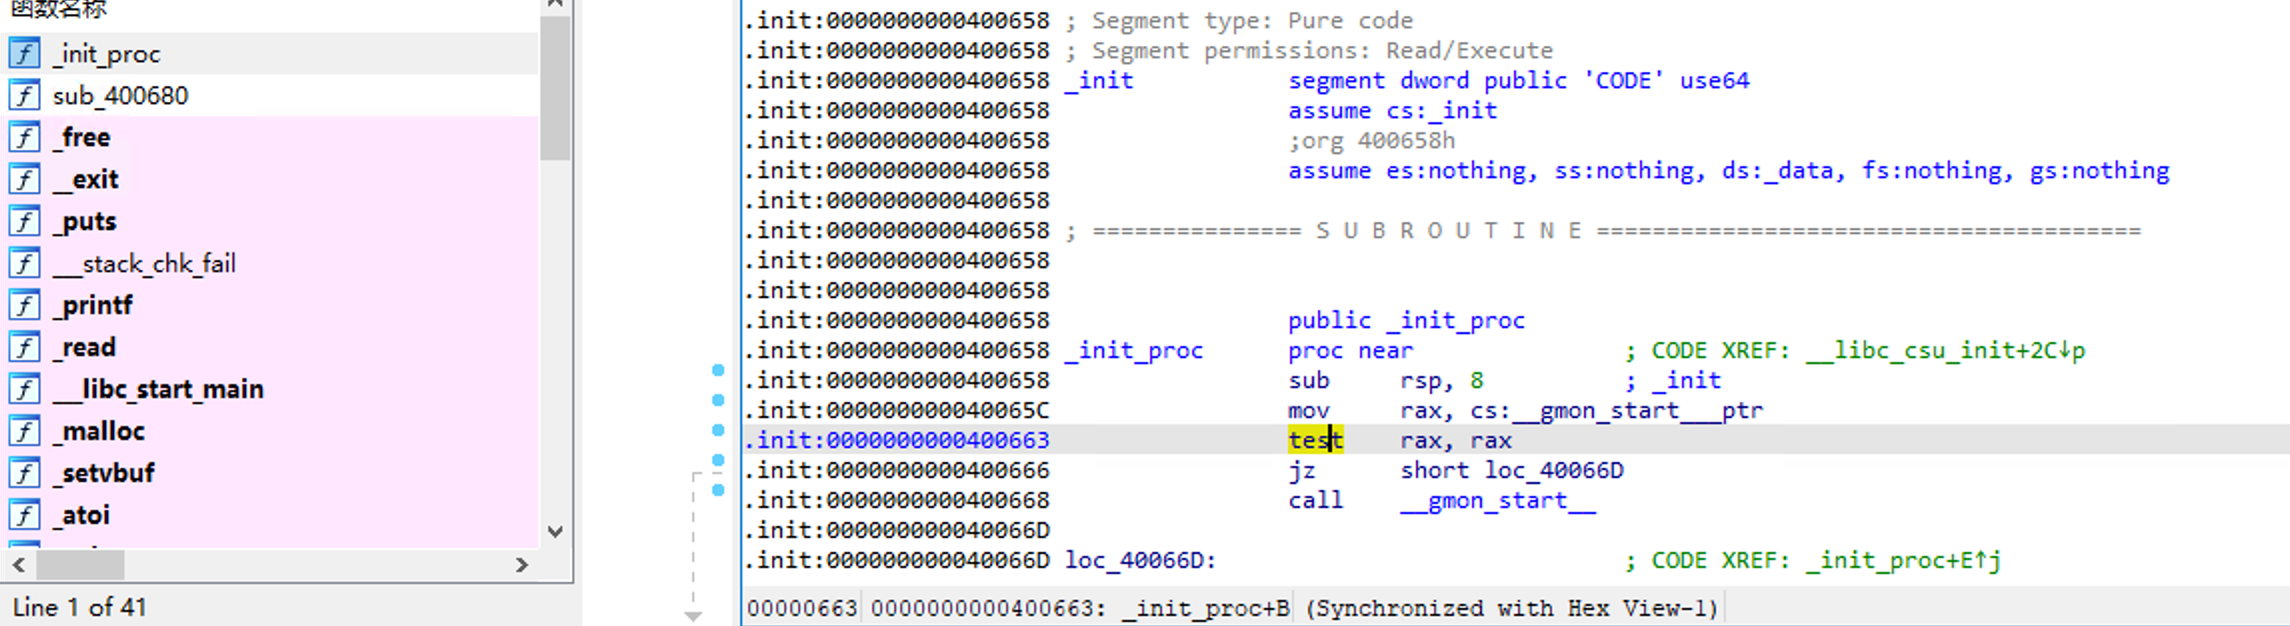 函数名称
_init_proc
sub_400680
_free
__exit
_puts
__stack_chk_fail
_printf
_read
__libc_start_main
_malloc
_setvbuf
_atoi
Line 1 of 41
.init:0000000000400658 ; Segment type: Pure code
.init:0000000000400658 ; Segment permissions: Read/Execute
.init:0000000000400658 _init segment dword public 'CODE' use64
.init:0000000000400658 assume cs:_init
.init:0000000000400658 ;org 400658h
.init:0000000000400658 assume es:nothing, ss:nothing, ds:_data, fs:nothing, gs:nothing
.init:0000000000400658
.init:0000000000400658 ; =============== S U B R O U T I N E =======================================
.init:0000000000400658
.init:0000000000400658
.init:0000000000400658 public _init_proc
.init:0000000000400658 _init_proc proc near ; CODE XREF: __libc_csu_init+2C↓p
.init:0000000000400658 sub rsp, 8 ; _init
.init:000000000040065C mov rax, cs:__gmon_start___ptr
.init:0000000000400663 test rax, rax
.init:0000000000400666 jz short loc_40066D
.init:0000000000400668 call __gmon_start__
.init:000000000040066D
.init:000000000040066D loc_40066D: ; CODE XREF: _init_proc+E↑j
00000663 0000000000400663: _init_proc+B (Synchronized with Hex View-1)